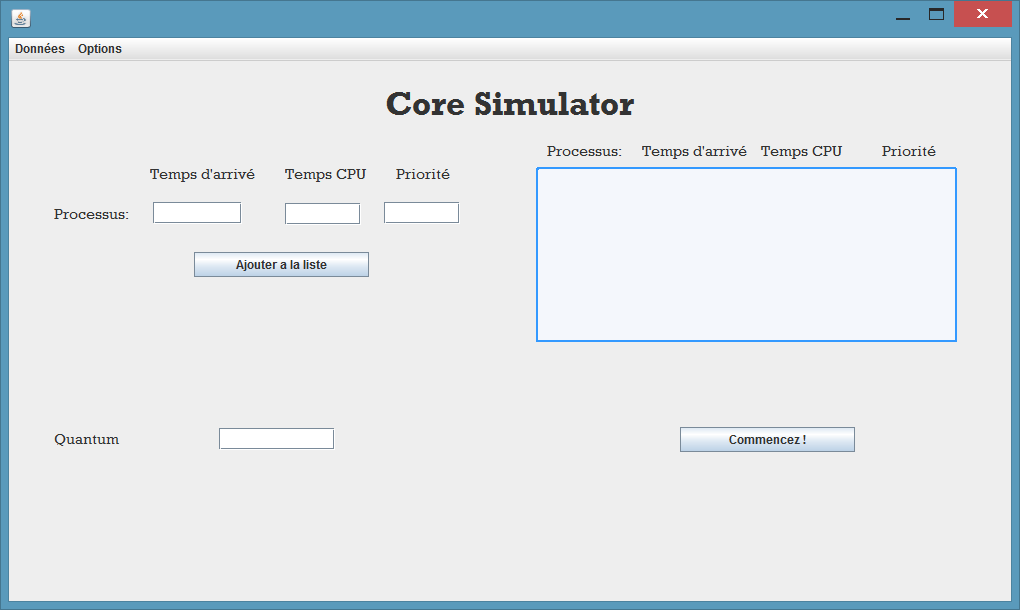 Données Options
Core Simulator
Processus: Temps d'arrivé Temps CPU Priorité
Temps d'arrivé Temps CPU Priorité
Processus:
Ajouter a la liste
Quantum
Commencez !